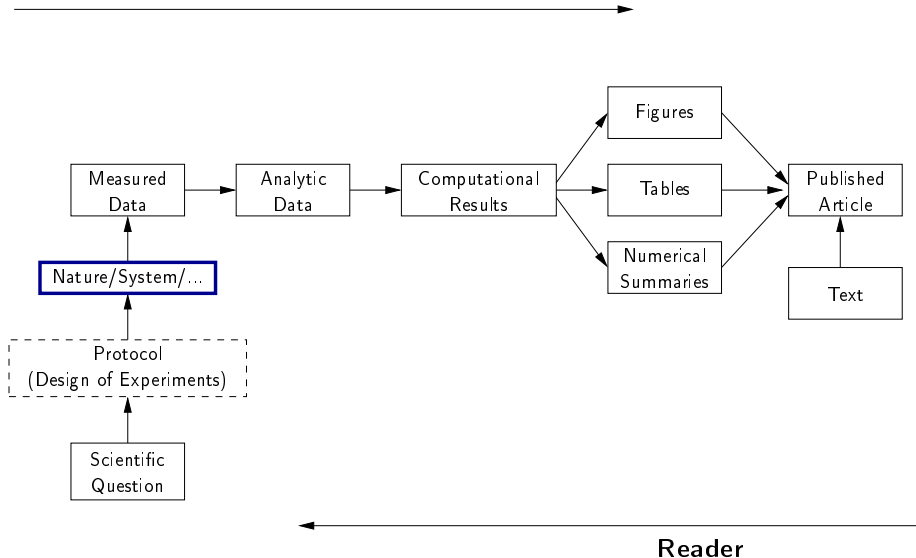 Figures
Measured
Data
Analytic
Data
Computational
Results
Tables
Published
Article
Nature/System/...
Numerical
Summaries
Text
Protocol
(Design of Experiments)
Scientific
Question
Reader